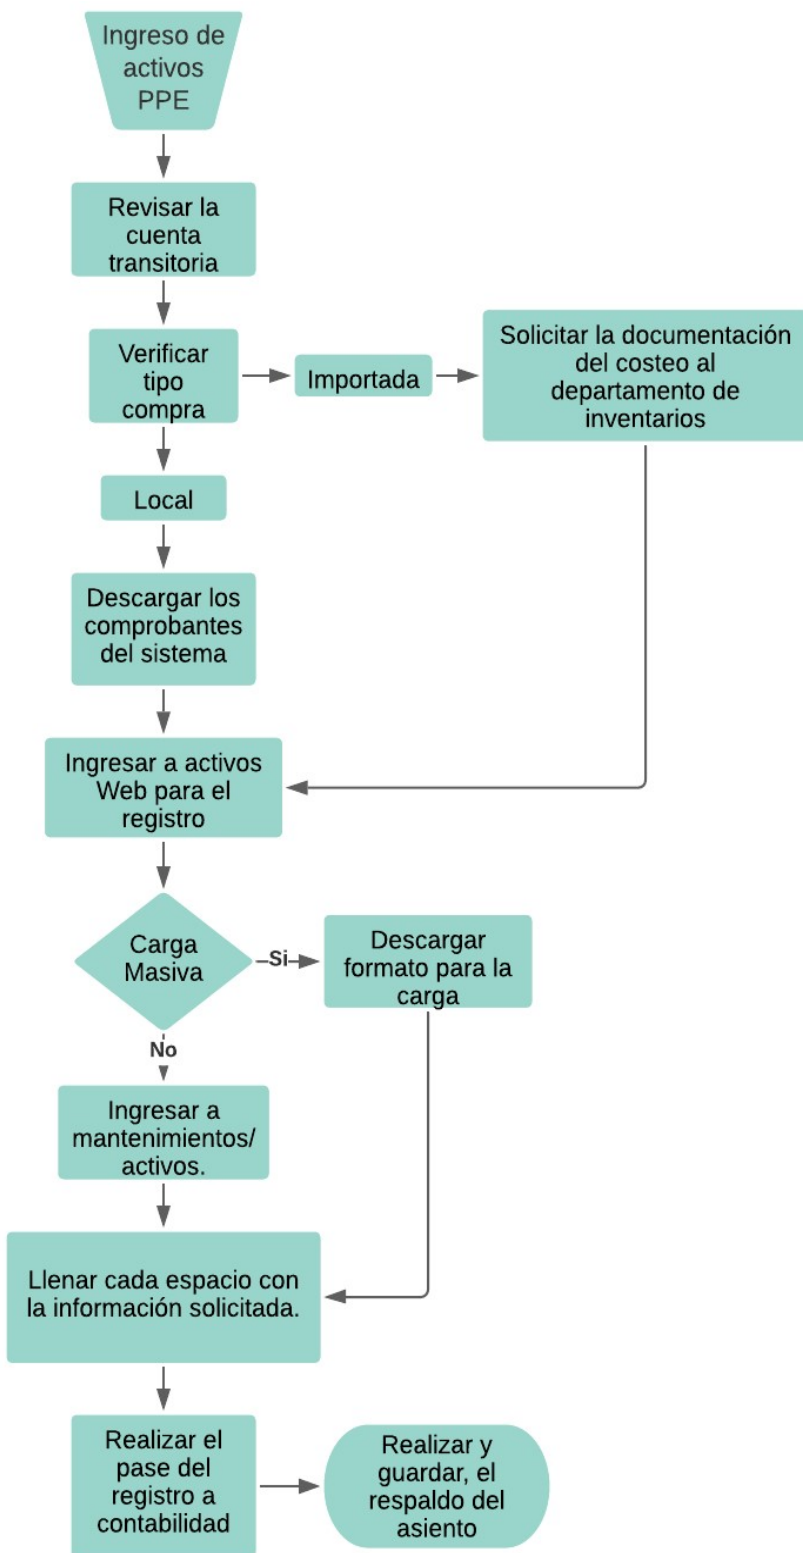 Ingreso de
activos
PPE
Revisar la
cuenta
transitoria
Verificar
tipo
compra
Importada
Solicitar la documentación
del costeo al
departamento de
inventarios
Local
Descargar los
comprobantes
del sistema
Ingresar a activos
Web para el
registro
Carga
Masiva
Si
Descargar
formato para la
carga
No
Ingresar a
mantenimientos/
activos.
Llenar cada espacio con
la información solicitada.
Realizar el
pase del
registro a
contabilidad
Realizar y
guardar, el
respaldo del
asiento